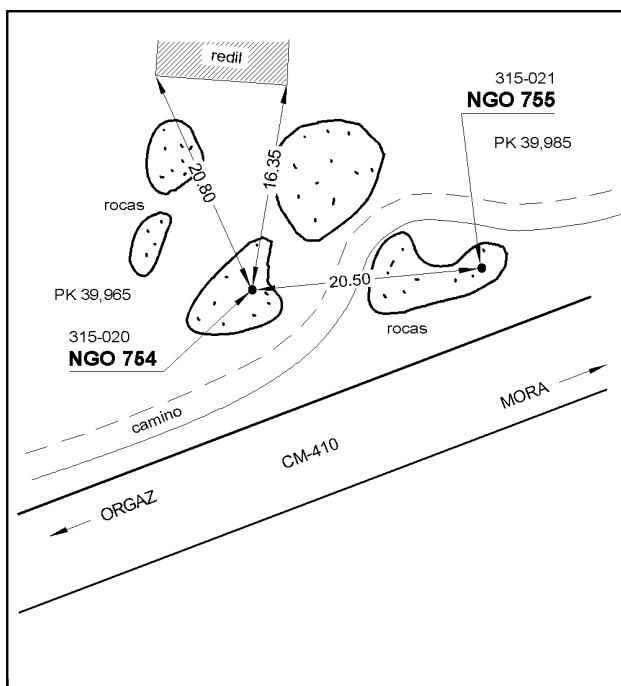 redil
315-021
NGO 755
PK 39,985
20.80
16.35
rocas
20.50
PK 39,965
315-020
NGO 754
rocas
camino
MORA
CM-410
ORGAZ